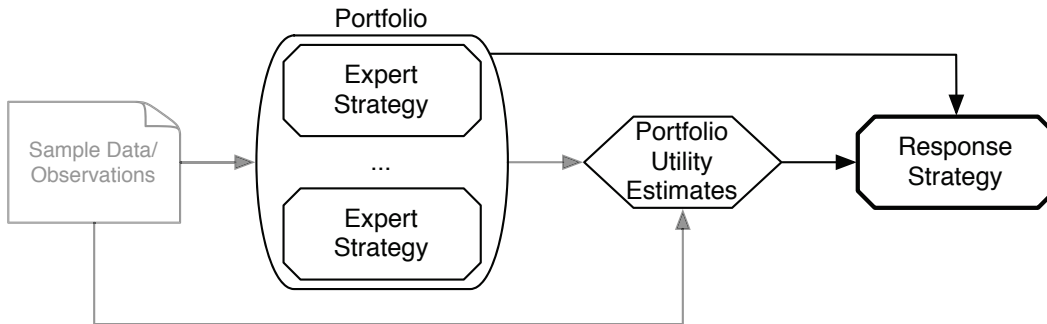 Portfolio
Expert
Strategy
...
Expert
Strategy
Sample Data/
Observations
Portfolio
Utility
Estimates
Response
Strategy